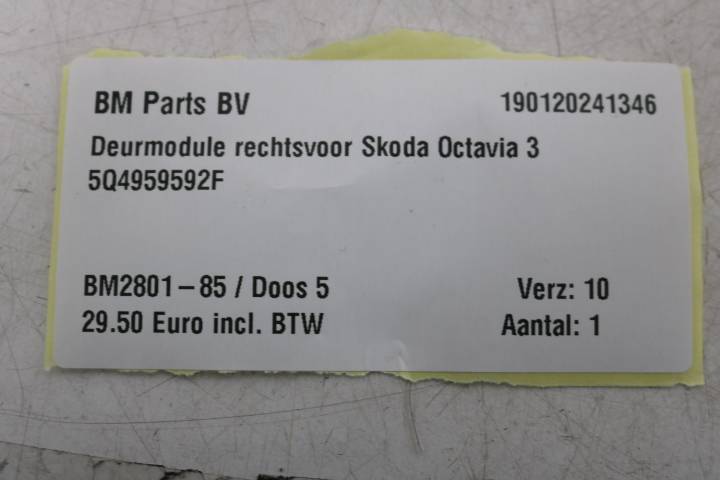 BM Parts BV 190120241346
Deurmodule rechtsvoor Skoda Octavia 3
5Q4959592F
BM2801-85 / Doos 5 Verz: 10
29.50 Euro incl. BTW Aantal: 1